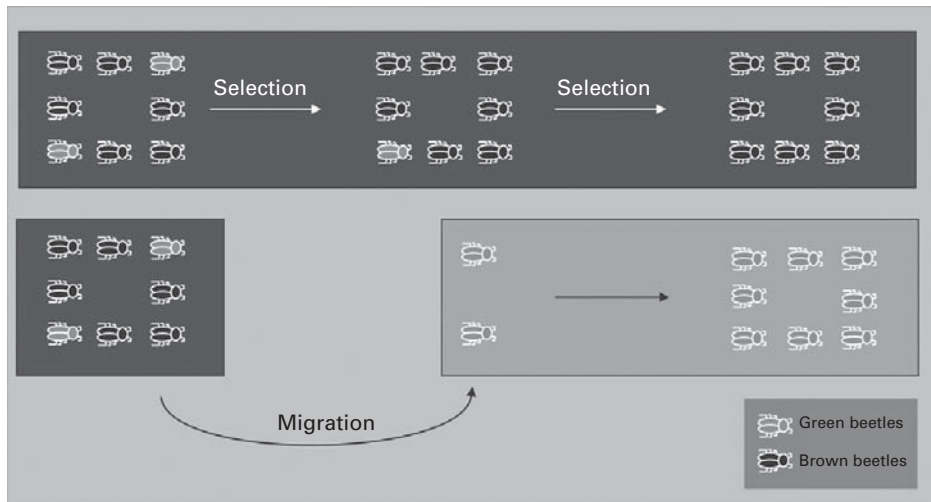 Selection
Selection
Migration
Green beetles
Brown beetles